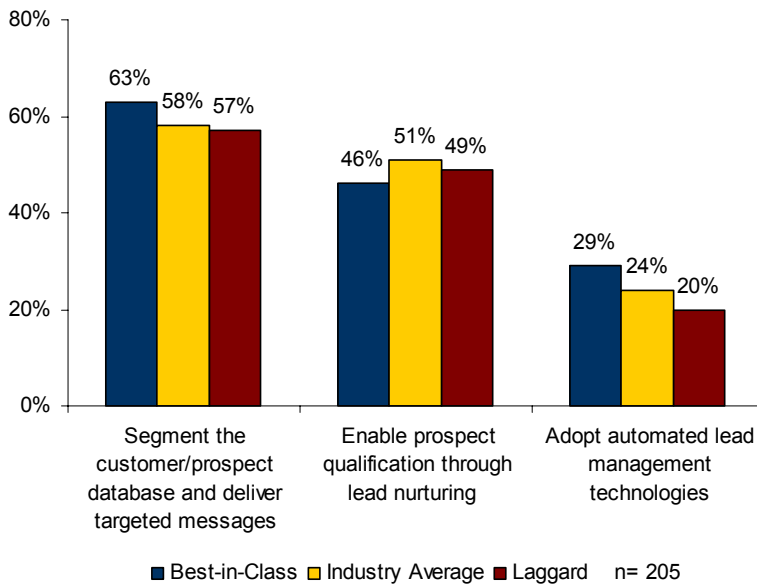 80%
63%
58%
57%
60%
51%
49%
46%
40%
29%
24%
20%
20%
0%
Segment the
customer/prospect
database and deliver
targeted messages
Enable prospect
qualification through
lead nurturing
Adopt automated lead
management
technologies
Best-in-Class Industry Average Laggard n= 205